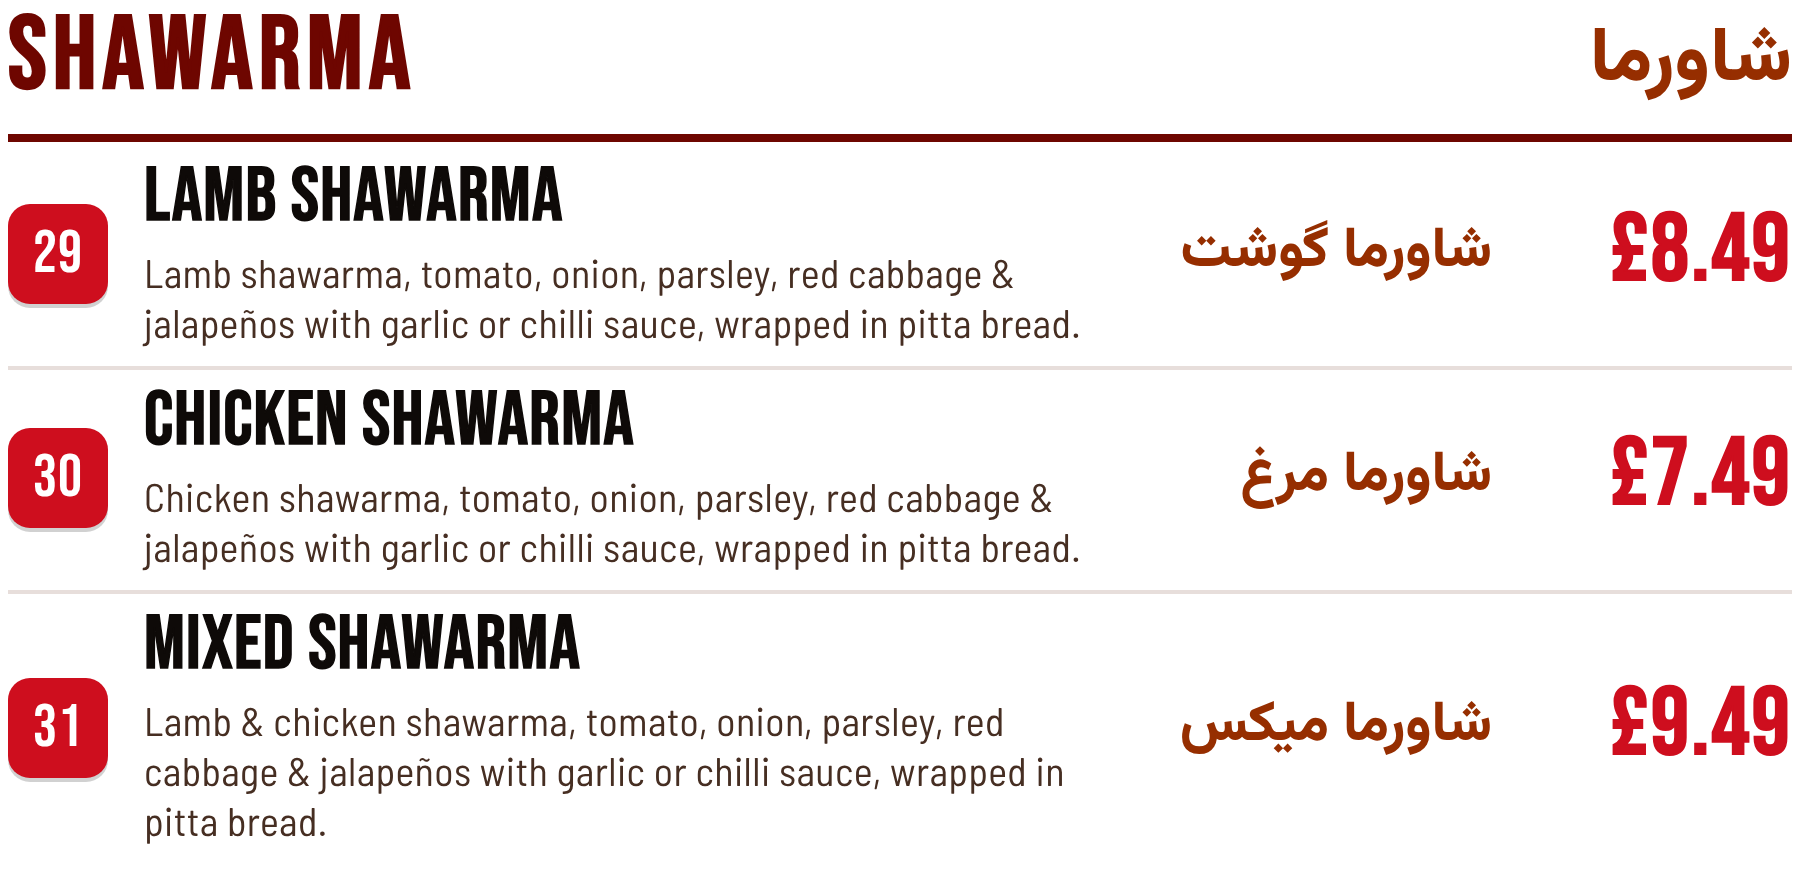 SHAWARMA شاورما
LAMB SHAWARMA
29 شاورما گوشت £8.49
Lamb shawarma, tomato, onion, parsley, red cabbage &
jalapeños with garlic or chilli sauce, wrapped in pitta bread.
CHICKEN SHAWARMA
30 شاورما مرغ £7.49
Chicken shawarma, tomato, onion, parsley, red cabbage &
jalapeños with garlic or chilli sauce, wrapped in pitta bread.
MIXED SHAWARMA
31 شاورما میکس £9.49
Lamb & chicken shawarma, tomato, onion, parsley, red
cabbage & jalapeños with garlic or chilli sauce, wrapped in
pitta bread.